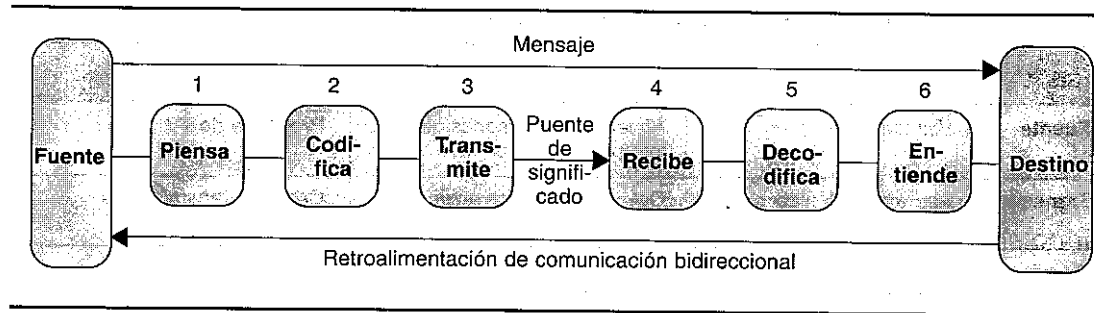 Mensaje
1 2 3 4 5 6
Fuente
Piensa
Codi-
fica
Trans-
mite
Puente
de
signifi-
cado
Recibe
Deco-
difica
En-
tiende
Destino
Retroalimentación de comunicación bidireccional